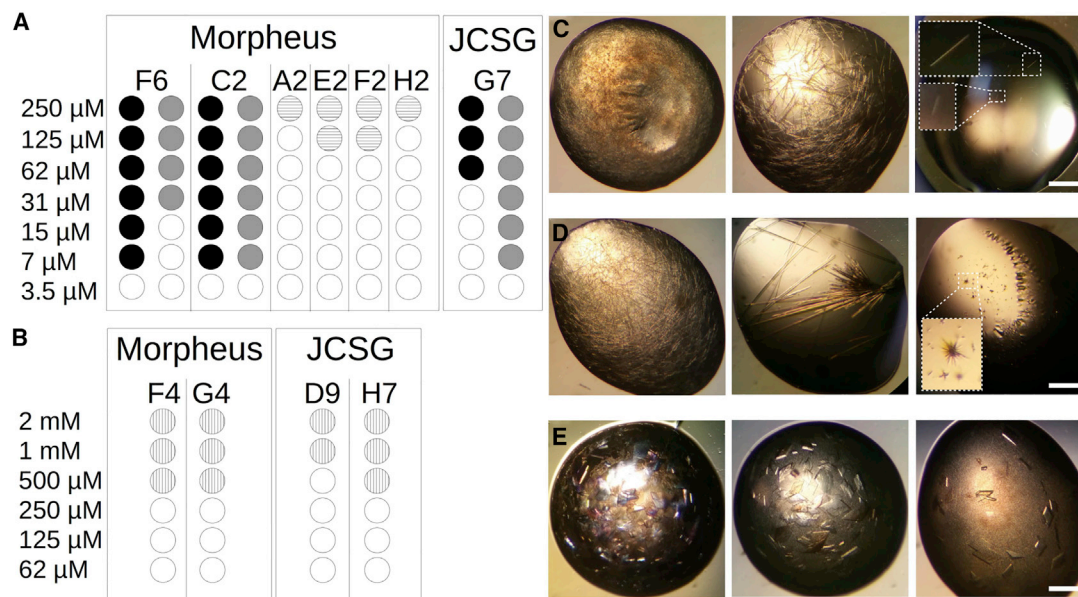 A
Morpheus
JCSG
F6 C2 A2 E2 F2 H2 G7
250 µM
125 µM
62 µM
31 µM
15 µM
7 µM
3.5 µM
B
Morpheus
JCSG
F4 G4 D9 H7
2 mM
1 mM
500 µM
250 µM
125 µM
62 µM
C
D
E